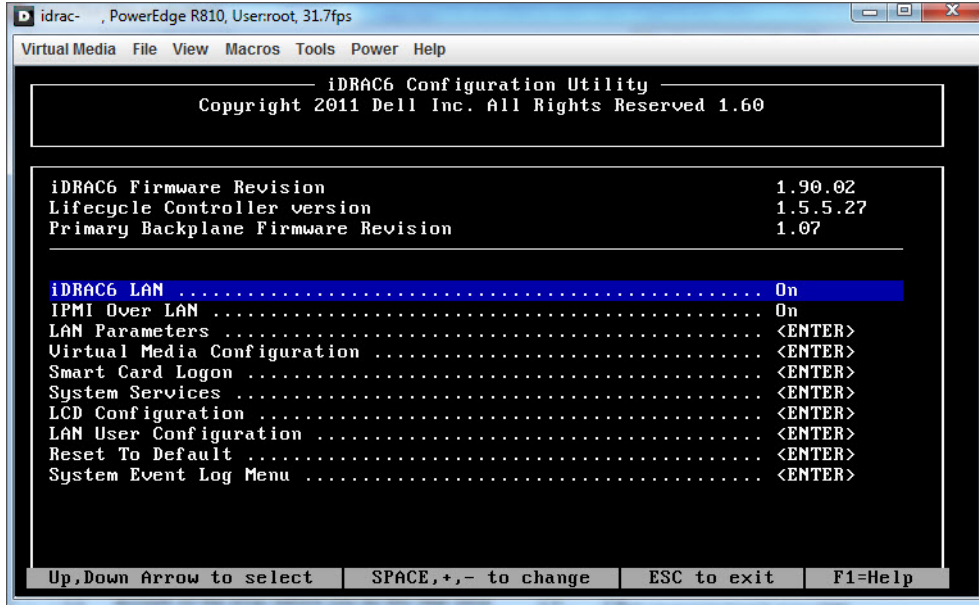 idrac-    , PowerEdge R810, User:root, 31.7fps
Virtual Media File View Macros Tools Power Help
iDRAC6 Configuration Utility
Copyright 2011 Dell Inc. All Rights Reserved 1.60
iDRAC6 Firmware Revision 1.90.02
Lifecycle Controller version 1.5.5.27
Primary Backplane Firmware Revision 1.07
iDRAC6 LAN ................................................... On
IPMI Over LAN ................................................ On
LAN Parameters ............................................... <ENTER>
Virtual Media Configuration .................................. <ENTER>
Smart Card Logon ............................................. <ENTER>
System Services .............................................. <ENTER>
LCD Configuration ............................................ <ENTER>
LAN User Configuration ....................................... <ENTER>
Reset To Default ............................................. <ENTER>
System Event Log Menu ........................................ <ENTER>
Up,Down Arrow to select SPACE,+,- to change ESC to exit F1=Help